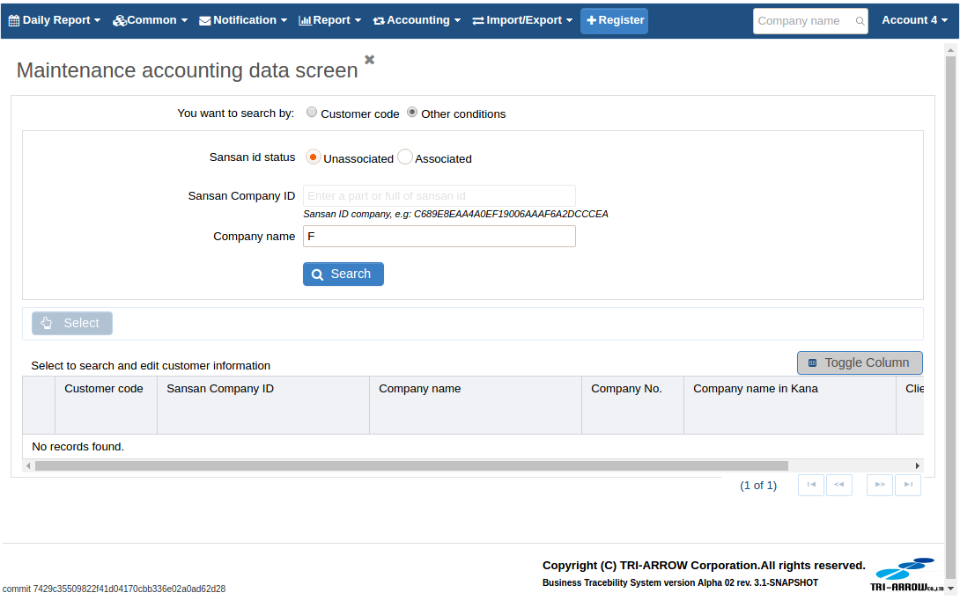 Daily Report Common Notification Report Accounting Import/Export Register Company name Account 4
Maintenance accounting data screen
You want to search by: Customer code Other conditions
Sansan id status Unassociated Associated
Sansan Company ID Enter a part or full of sansan id
Sansan ID company, e.g: C689E8EAA4A0EF19006AAAF6A2DCCCEA
Company name F
Search
Select
Select to search and edit customer information Toggle Column
Customer code Sansan Company ID Company name Company No. Company name in Kana Clie
No records found.
(1 of 1)
Copyright (C) TRI-ARROW Corporation.All rights reserved.
Business Tracebility System version Alpha 02 rev. 3.1-SNAPSHOT
TRI-ARROW CO.,LTD
commit 7429c35509822f41d04170cbb336e02a0ad62d28